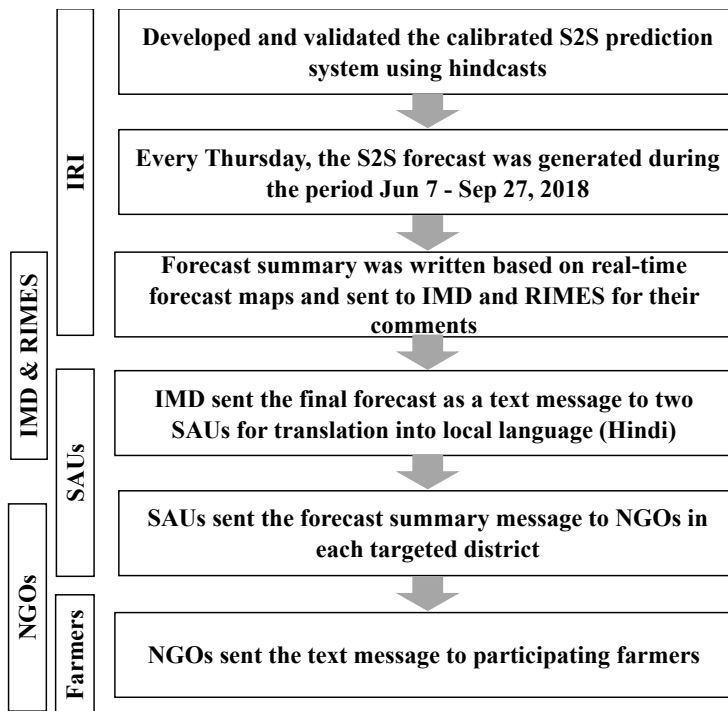 Developed and validated the calibrated S2S prediction
system using hindcasts
Every Thursday, the S2S forecast was generated during
the period Jun 7 - Sep 27, 2018
Forecast summary was written based on real-time
forecast maps and sent to IMD and RIMES for their
comments
IMD sent the final forecast as a text message to two
SAUs for translation into local language (Hindi)
SAUs sent the forecast summary message to NGOs in
each targeted district
NGOs sent the text message to participating farmers
IRI
IMD & RIMES
SAUs
NGOs
Farmers